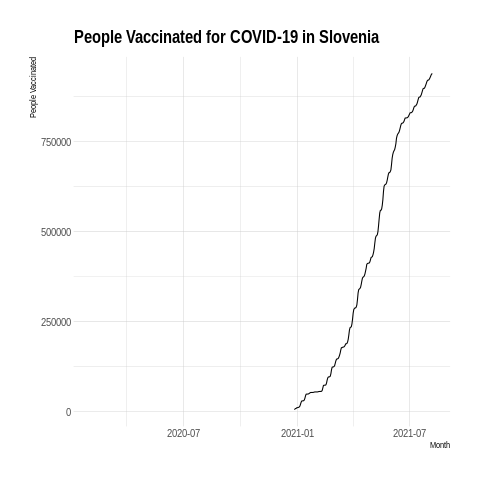 People Vaccinated for COVID-19 in Slovenia
People Vaccinated
750000
500000
250000
0
2020-07
2021-01
2021-07
Month